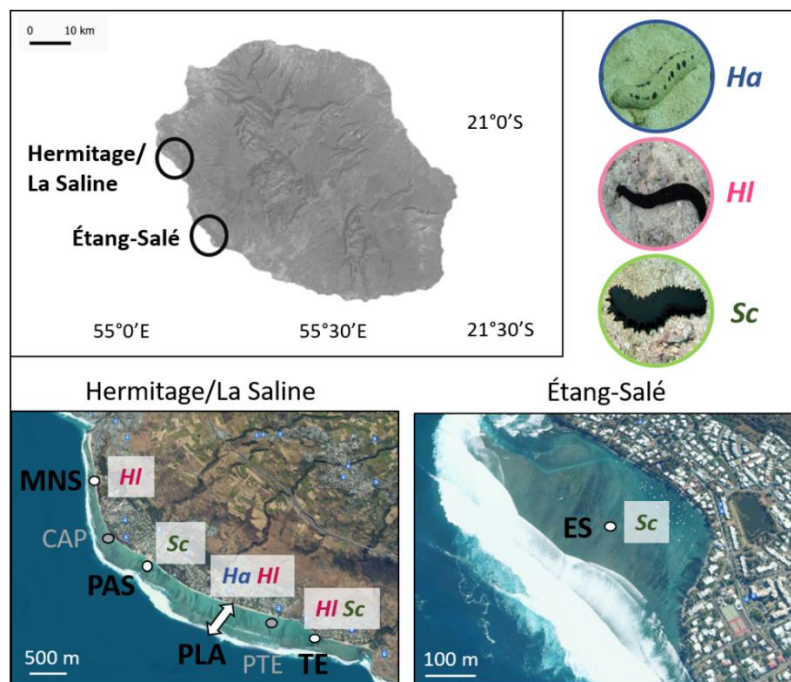 0 10 km
Hermitage/
La Saline
Étang-Salé
21°0'S
55°0'E
55°30'E
21°30'S
Ha
Hl
Sc
Hermitage/La Saline
MNS
Hl
CAP
Sc
PAS
Ha Hl
Hl Sc
PLA
PTE
TE
500 m
Étang-Salé
ES
Sc
100 m